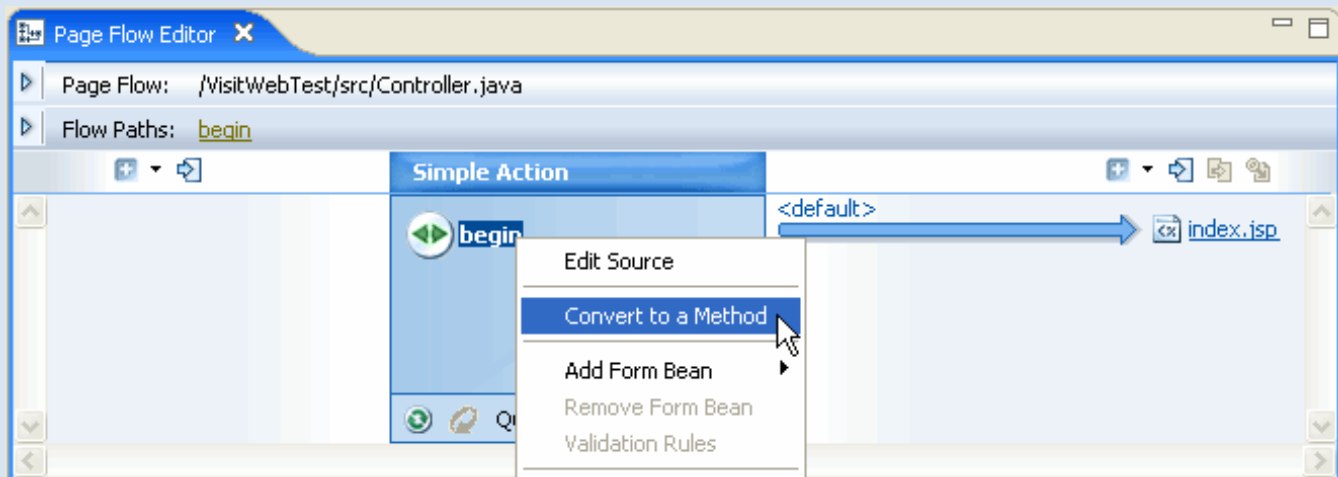 Page Flow Editor
Page Flow: /VisitWebTest/src/Controller.java
Flow Paths: begin
Simple Action
begin
<default>
index.jsp
Edit Source
Convert to a Method
Add Form Bean
Remove Form Bean
Validation Rules